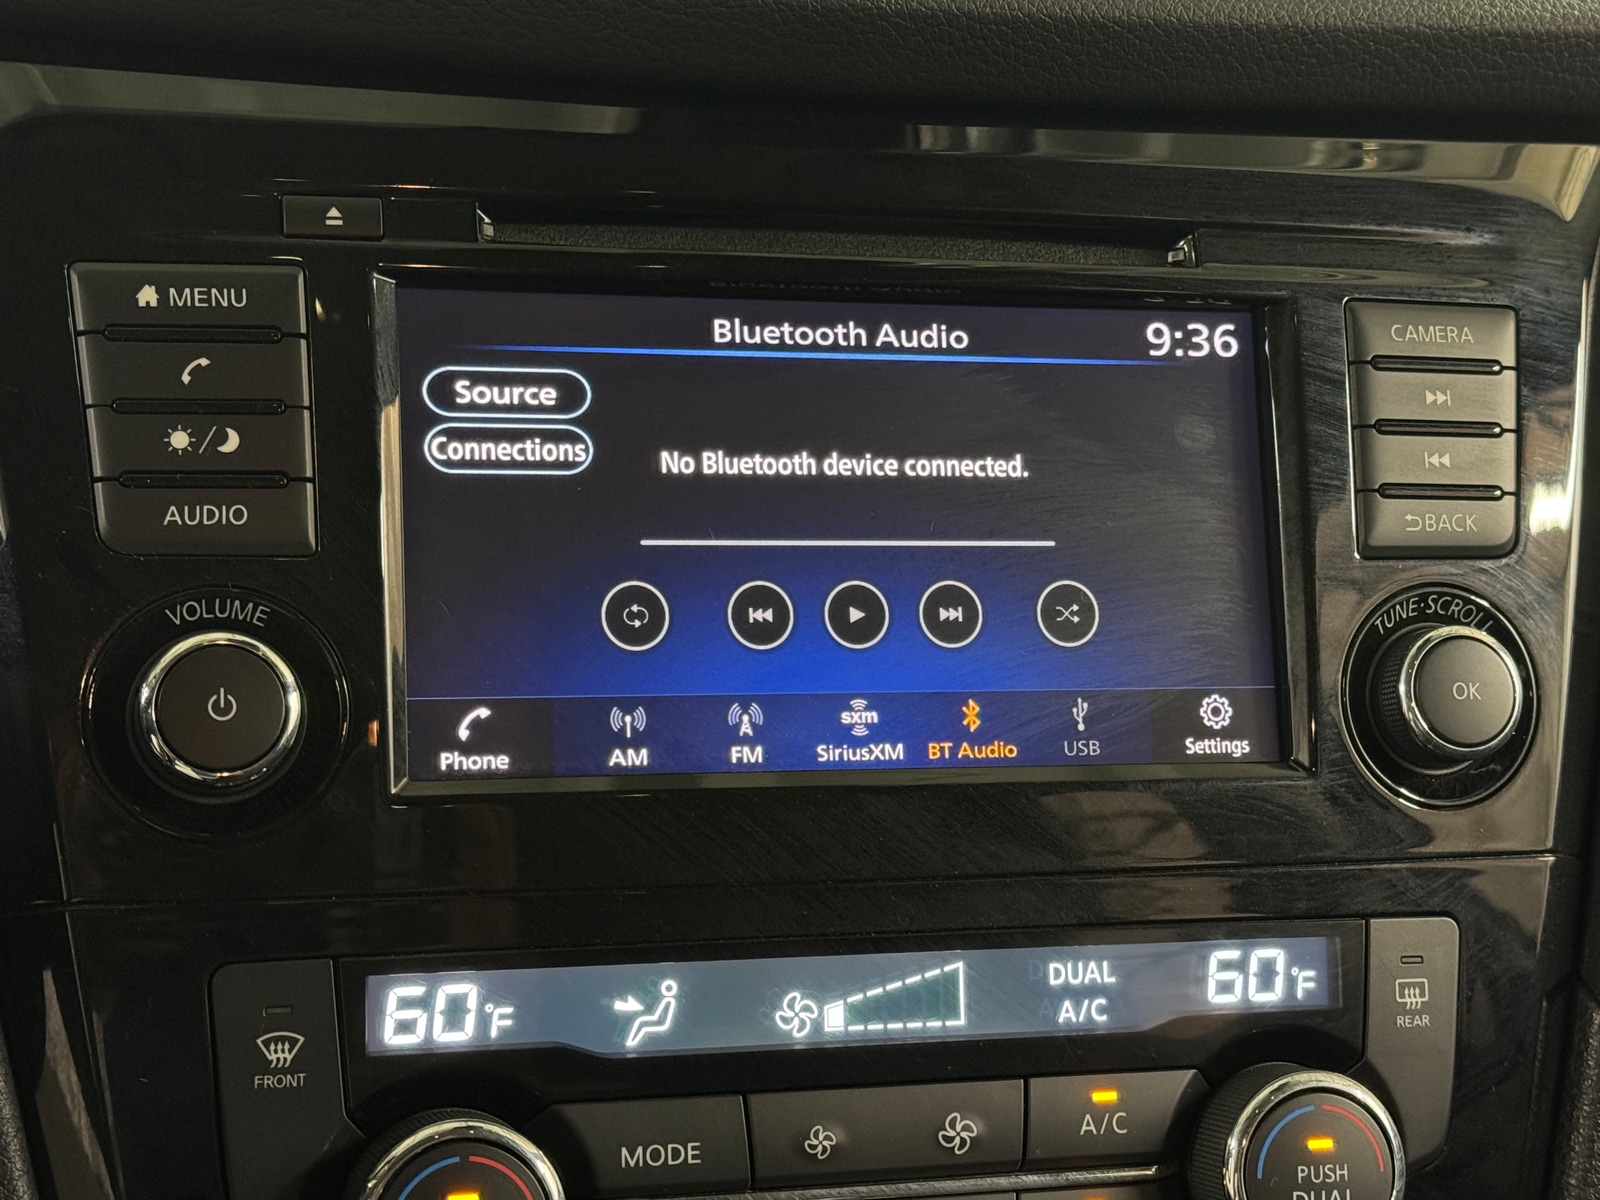 MENU
AUDIO
VOLUME
Bluetooth Audio
9:36
Source
Connections
No Bluetooth device connected.
Phone
AM
FM
sxm
SiriusXM
BT Audio
USB
Settings
CAMERA
BACK
TUNE·SCROLL
OK
60°F
DUAL
A/C
60°F
FRONT
REAR
MODE
A/C
PUSH
DUAL